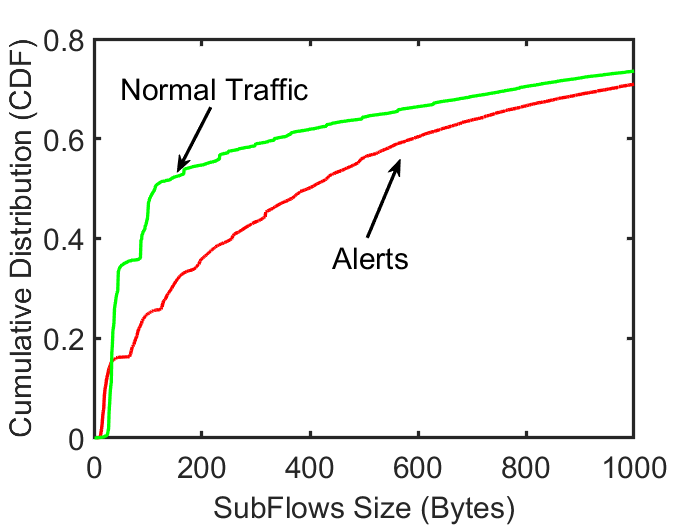 0.8
0.6
0.4
0.2
0
Cumulative Distribution (CDF)
Normal Traffic
Alerts
0 200 400 600 800 1000
SubFlows Size (Bytes)